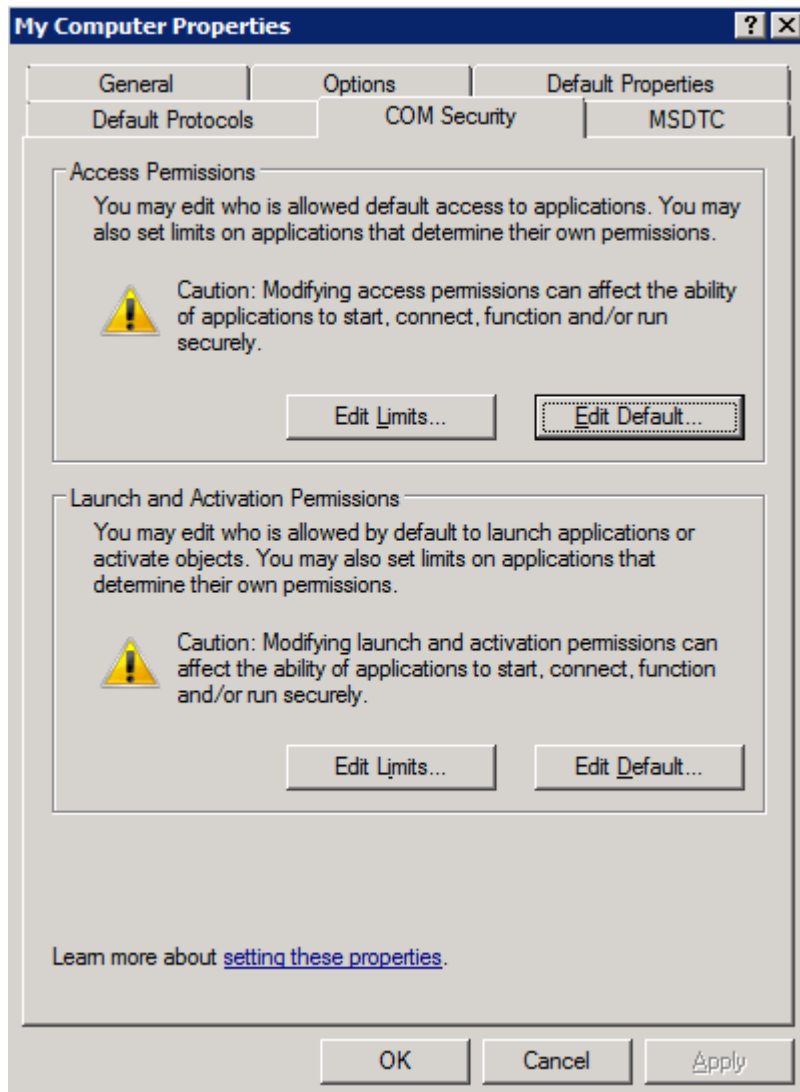 My Computer Properties
General Options Default Properties
Default Protocols COM Security MSDTC
Access Permissions
You may edit who is allowed default access to applications. You may
also set limits on applications that determine their own permissions.
Caution: Modifying access permissions can affect the ability
of applications to start, connect, function and/or run
securely.
Edit Limits... Edit Default...
Launch and Activation Permissions
You may edit who is allowed by default to launch applications or
activate objects. You may also set limits on applications that
determine their own permissions.
Caution: Modifying launch and activation permissions can
affect the ability of applications to start, connect, function
and/or run securely.
Edit Limits... Edit Default...
Learn more about setting these properties.
OK Cancel Apply